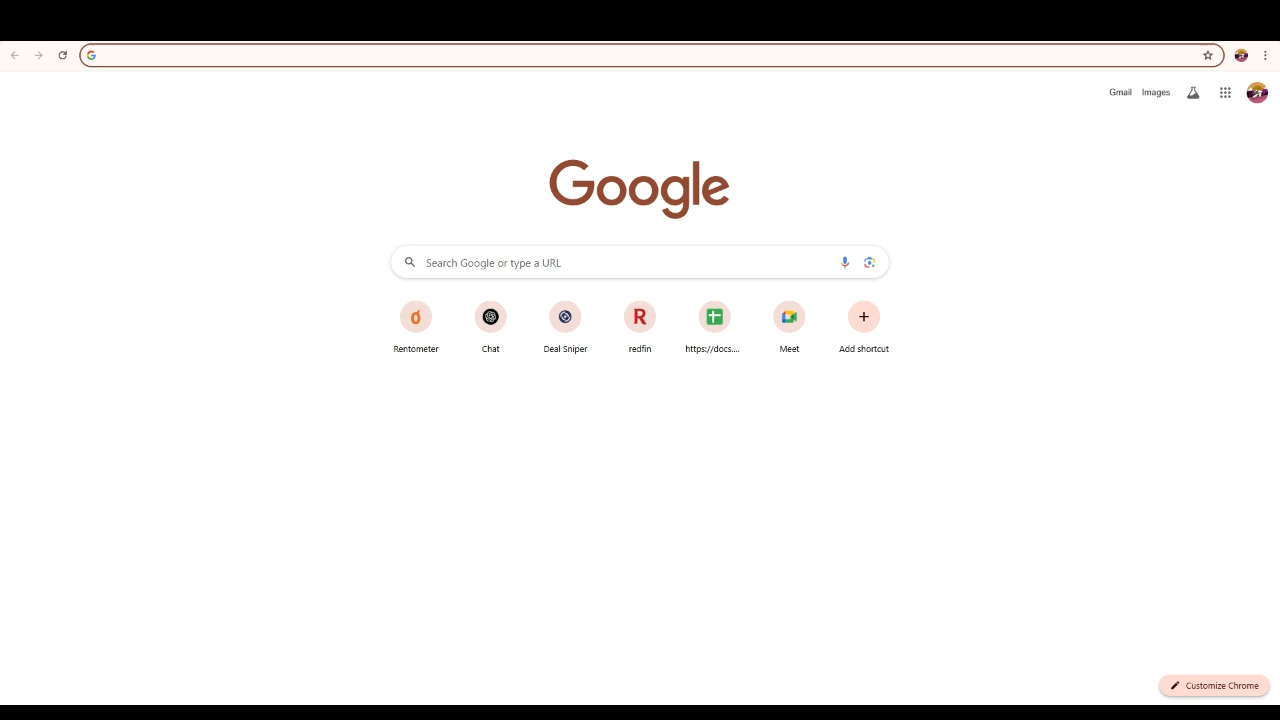 Gmail Images
Google
Search Google or type a URL
Rentometer Chat Deal Sniper redfin https://docs.... Meet Add shortcut
Customize Chrome